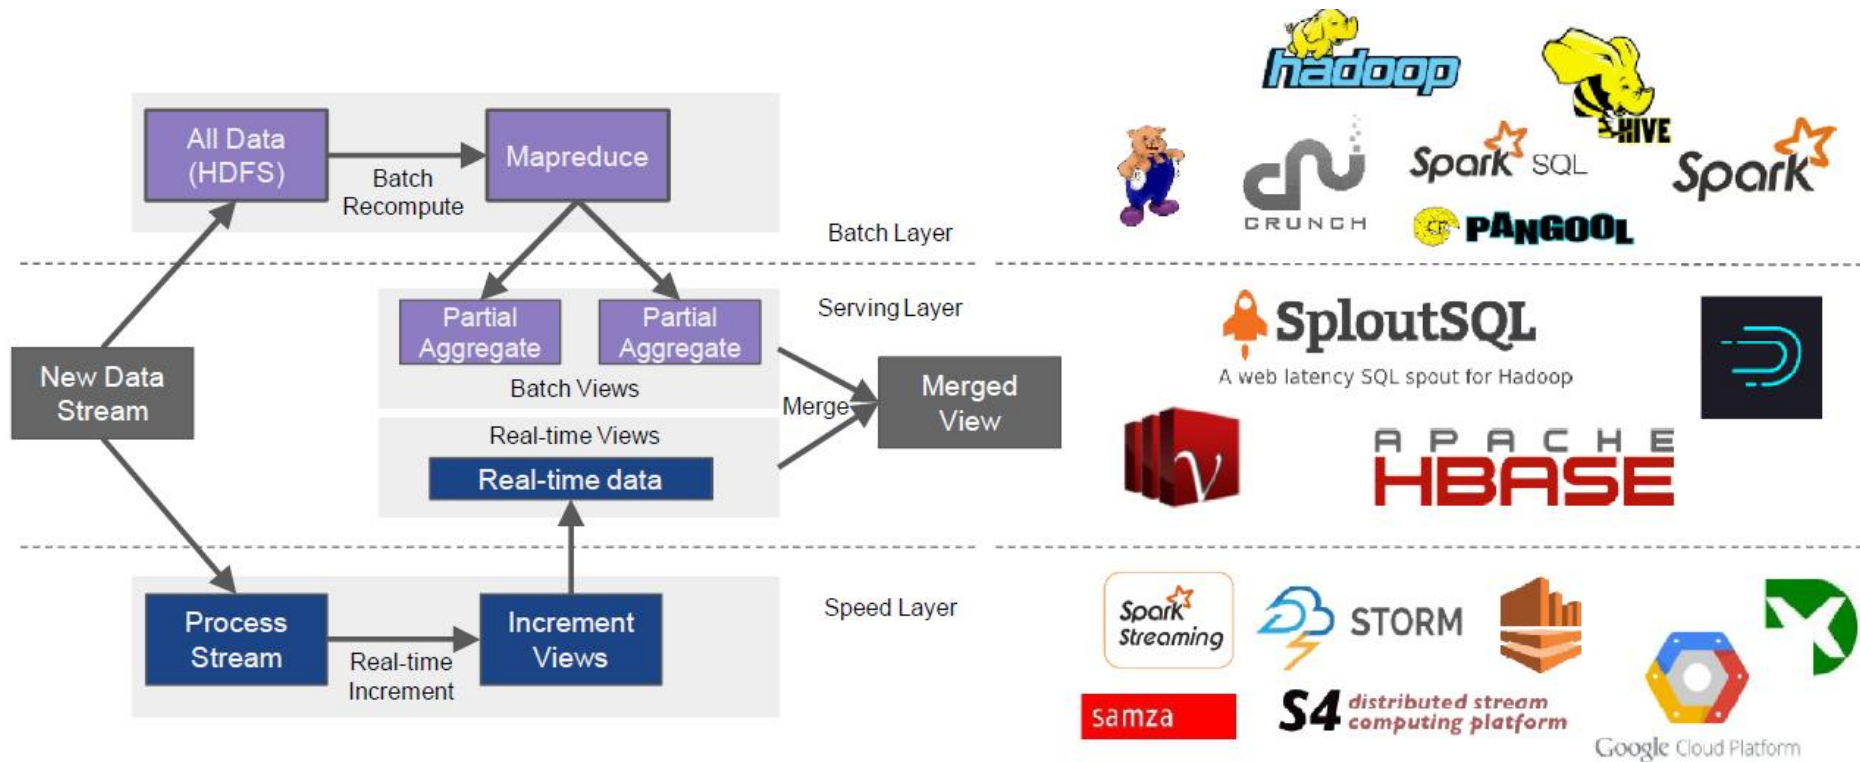 All Data
(HDFS)
Batch
Recompute
Mapreduce
Batch Layer
Partial
Aggregate
Partial
Aggregate
Batch Views
Serving Layer
New Data
Stream
Real-time Views
Real-time data
Merge
Merged
View
Process
Stream
Real-time
Increment
Increment
Views
Speed Layer
hadoop
HIVE
CRUNCH
Spark SQL
Spark
PANGOOL
SploutSQL
A web latency SQL spout for Hadoop
V
APACHE
HBASE
Spark
Streaming
STORM
samza
S4 distributed stream
computing platform
Google Cloud Platform